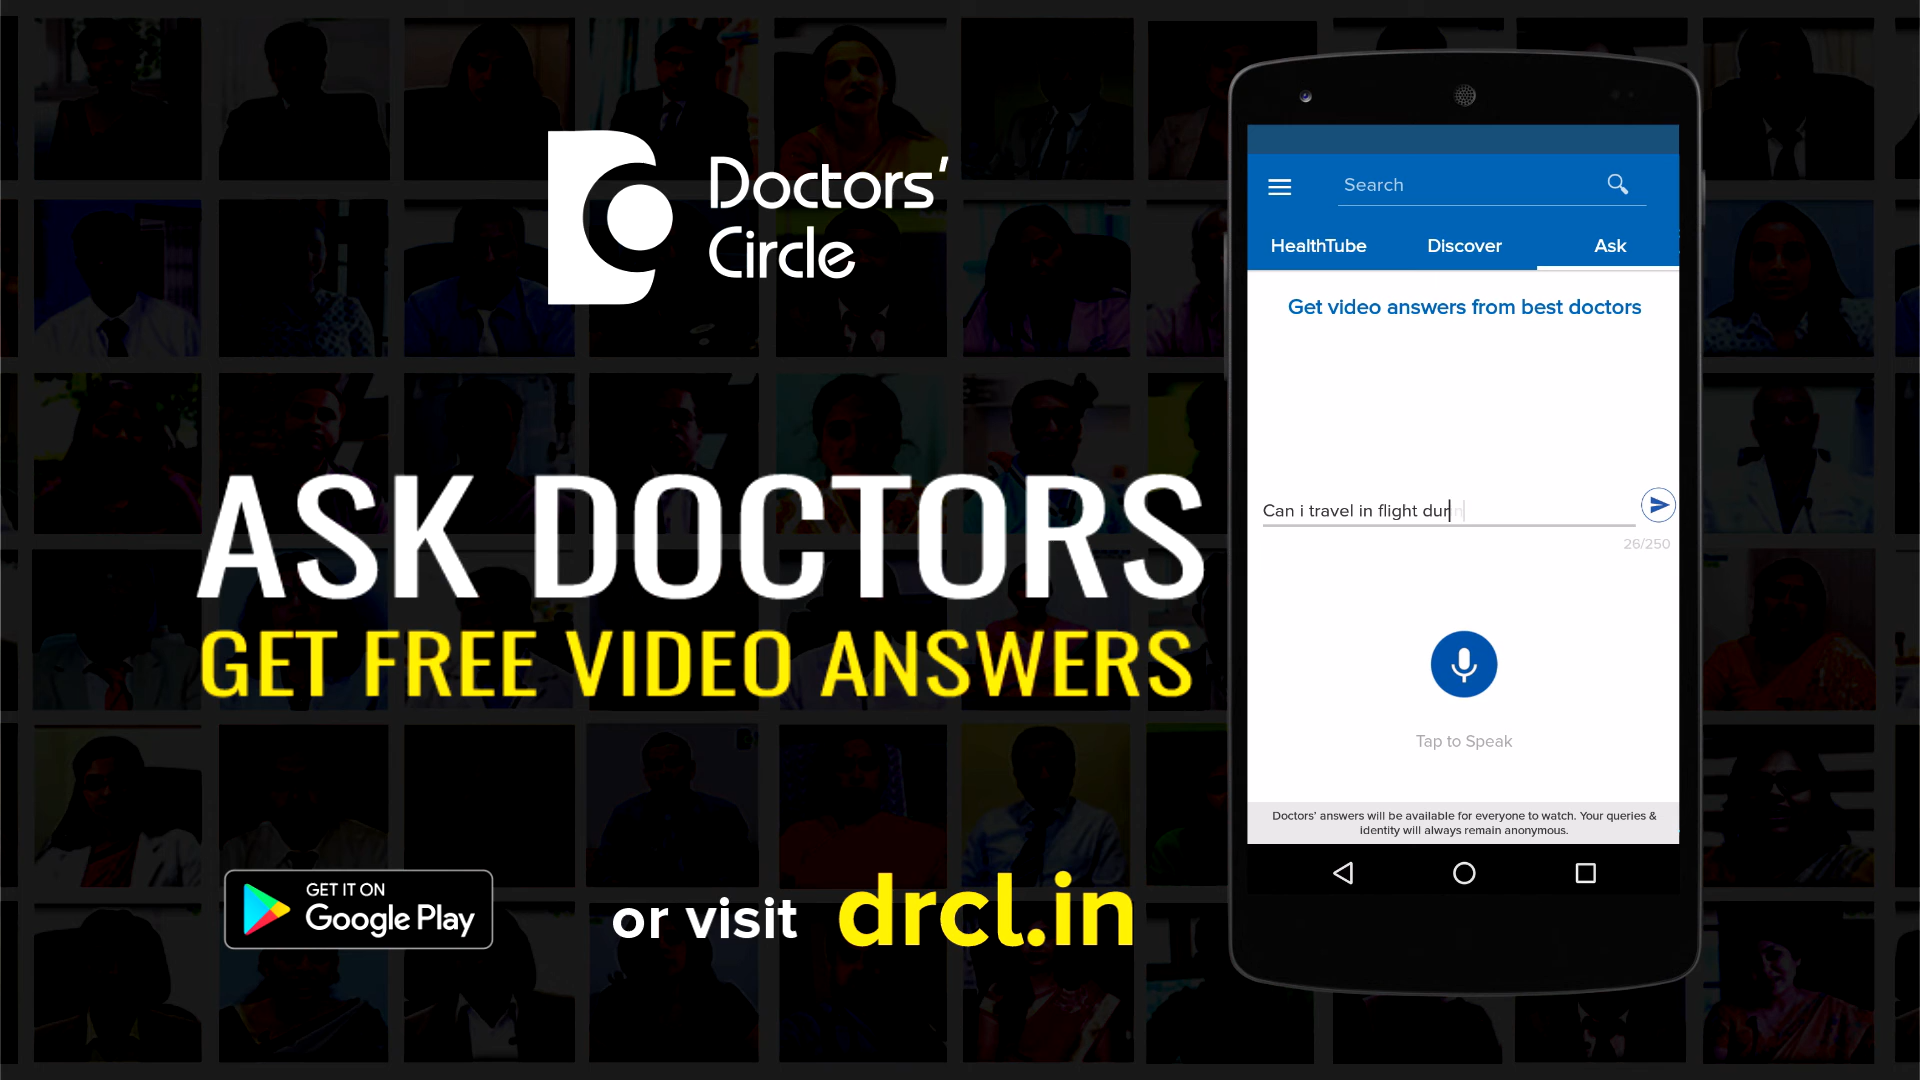 Doctors'
Circle
ASK DOCTORS
GET FREE VIDEO ANSWERS
GET IT ON
Google Play
or visit drcl.in
Search
HealthTube Discover Ask
Get video answers from best doctors
Can i travel in flight durin
26/250
Tap to Speak
Doctors' answers will be available for everyone to watch. Your queries &
identity will always remain anonymous.